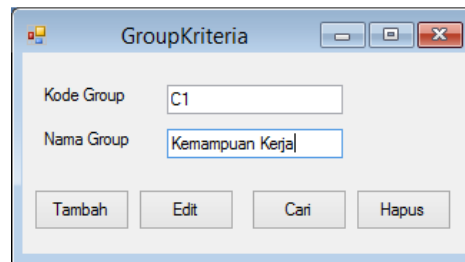 GroupKriteria
Kode Group C1
Nama Group Kemampuan Kerja
Tambah Edit Cari Hapus